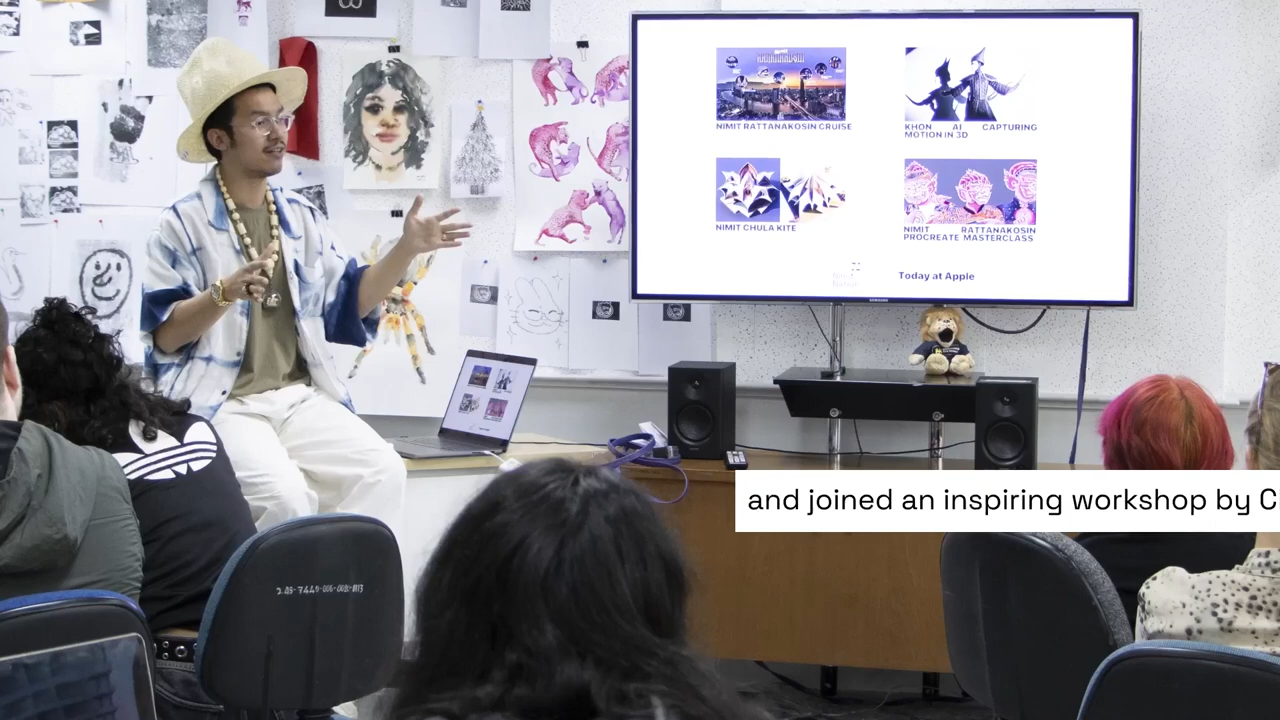 NIMIT RATTANAKOSIN CRUISE
KHON AI CAPTURING
MOTION IN 3D
NIMIT CHULA KITE
NIMIT RATTANAKOSIN
PROCREATE MASTERCLASS
Today at Apple
SAMSUNG
and joined an inspiring workshop by